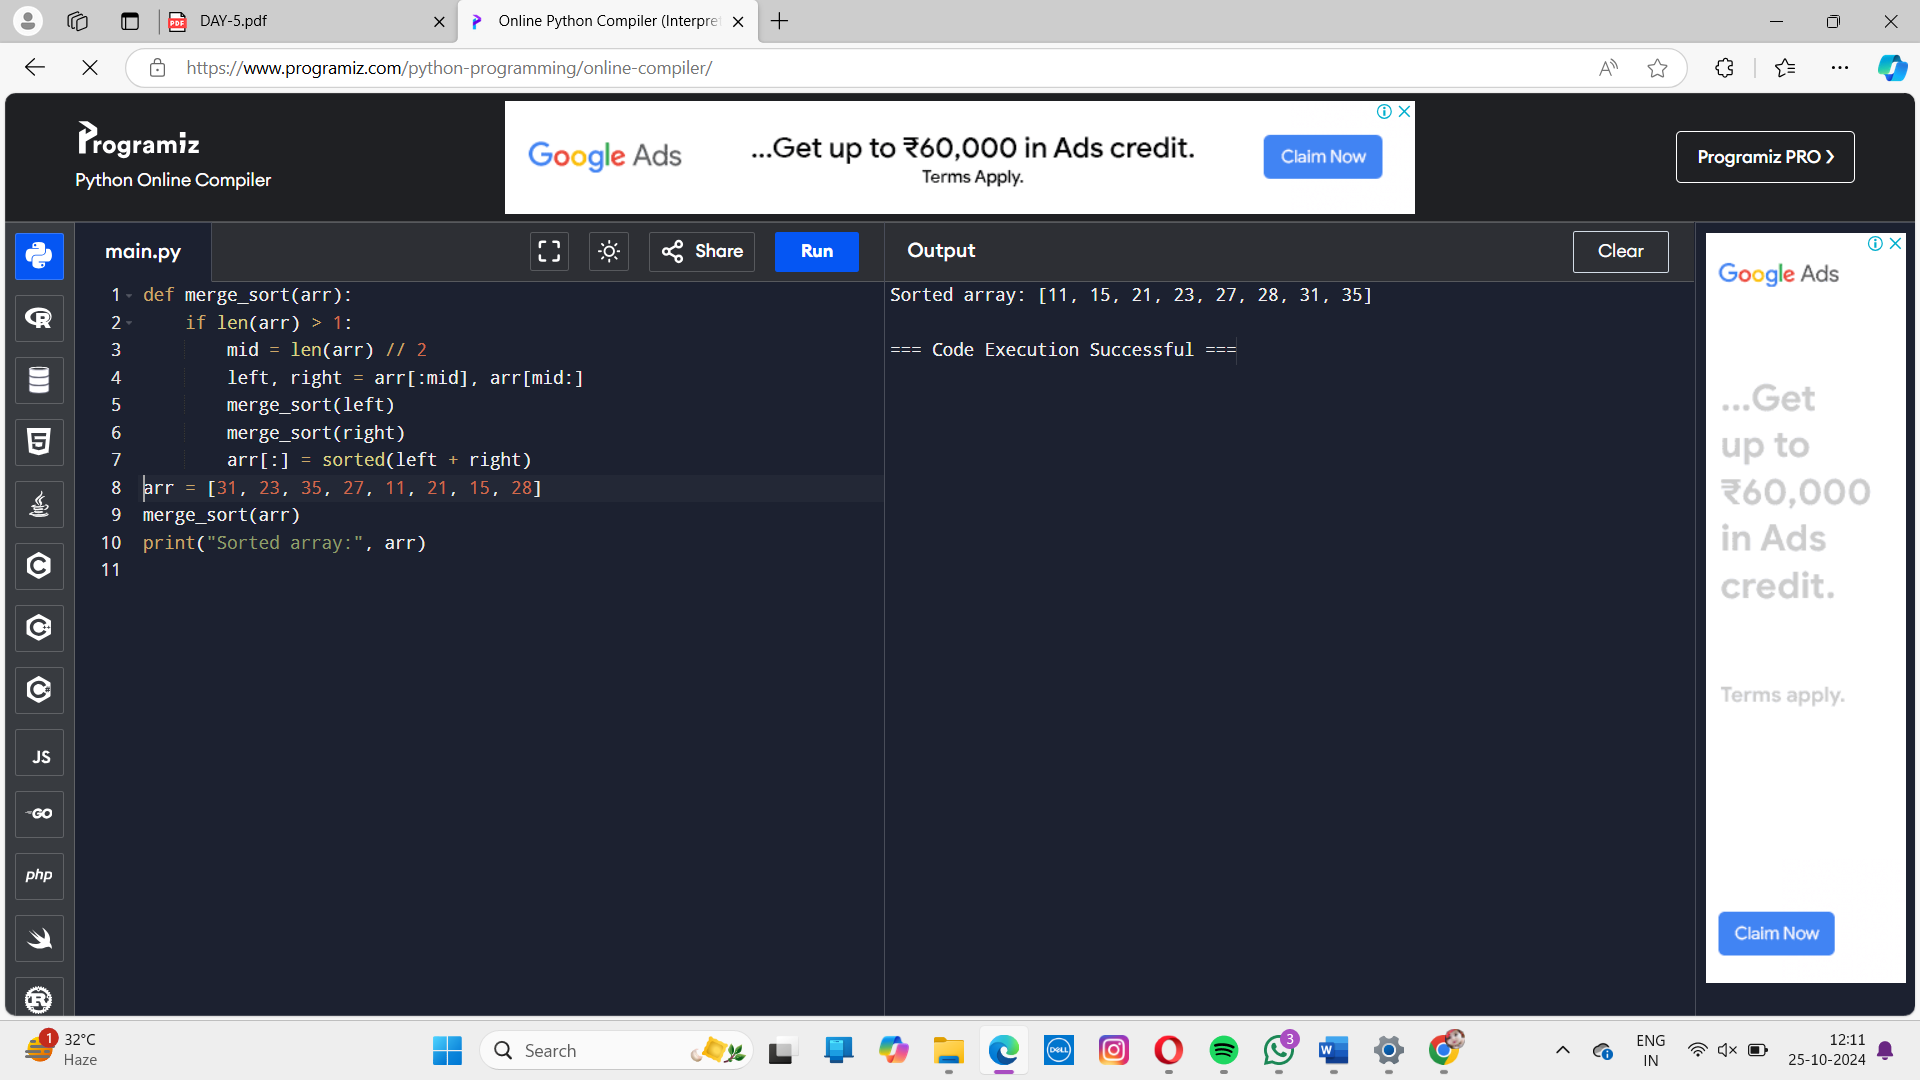 DAY-5.pdf
Online Python Compiler (Interpre
https://www.programiz.com/python-programming/online-compiler/
Programiz
Python Online Compiler
Google Ads
...Get up to ₹60,000 in Ads credit.
Terms Apply.
Claim Now
Programiz PRO ❯
main.py
Share
Run
Output
Clear
1 def merge_sort(arr):
2     if len(arr) > 1:
3         mid = len(arr) // 2
4         left, right = arr[:mid], arr[mid:]
5         merge_sort(left)
6         merge_sort(right)
7         arr[:] = sorted(left + right)
8 arr = [31, 23, 35, 27, 11, 21, 15, 28]
9 merge_sort(arr)
10 print("Sorted array:", arr)
11
Sorted array: [11, 15, 21, 23, 27, 28, 31, 35]
=== Code Execution Successful ===
Google Ads
...Get
up to
₹60,000
in Ads
credit.
Terms apply.
Claim Now
JS
GO
php
1
32°C
Haze
Search
DELL
3
ENG
IN
12:11
25-10-2024